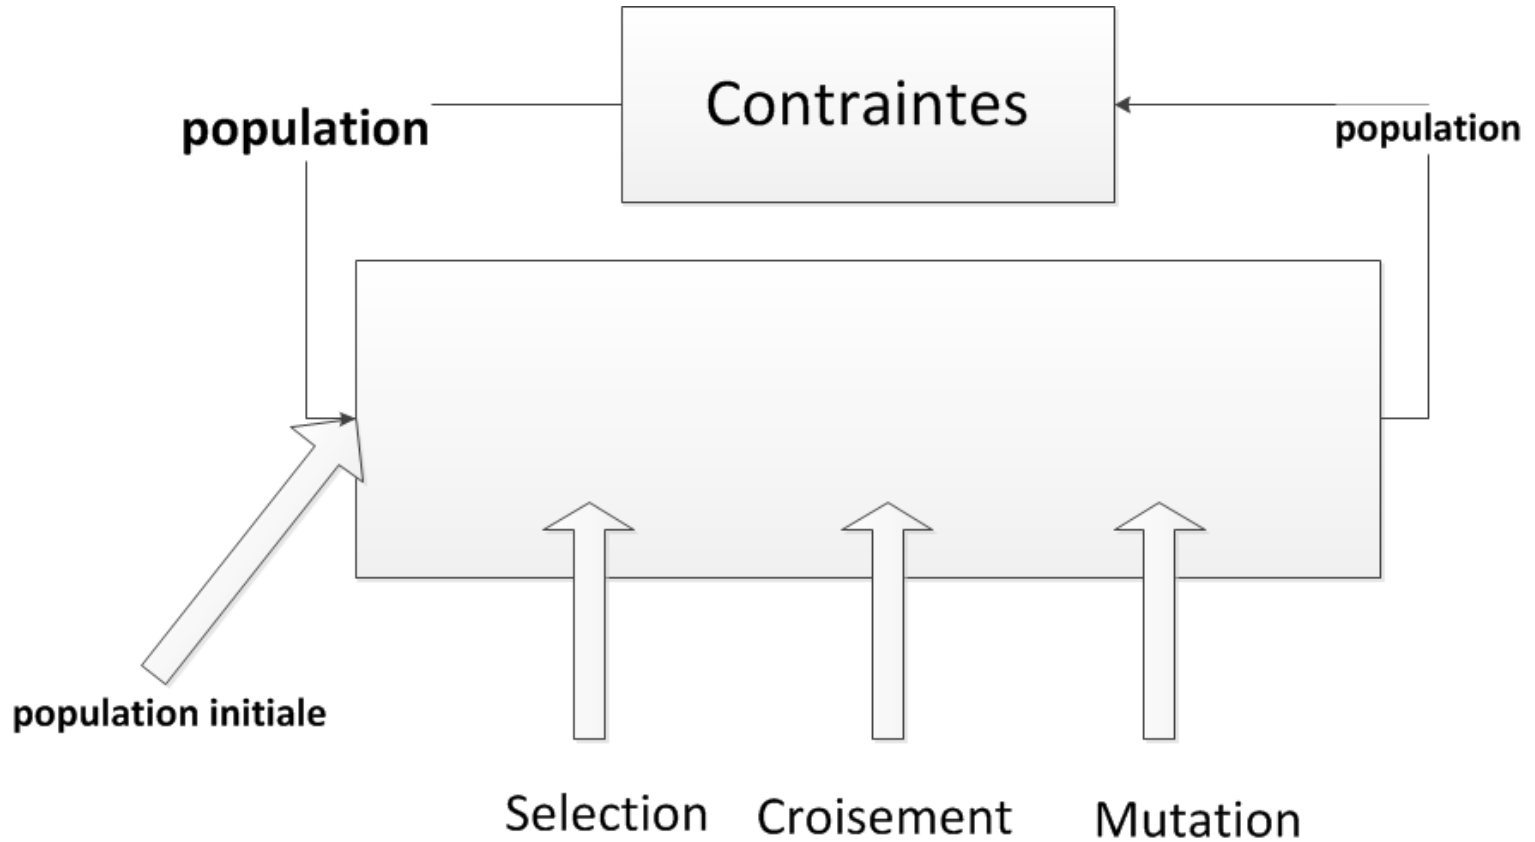 Contraintes
population
population
population initiale
Selection
Croisement
Mutation